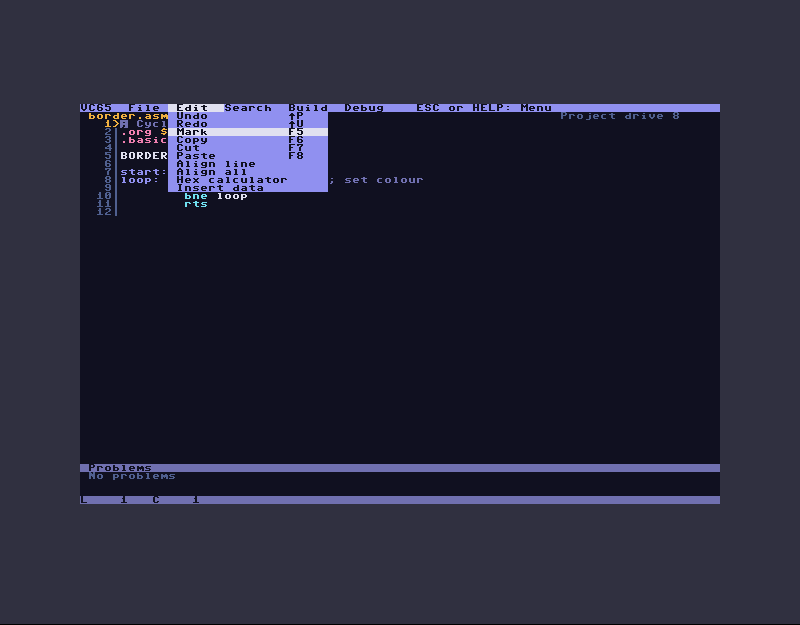 VC65 File Edit Search Build Debug ESC or HELP: Menu
border.asm Undo ↑P Project drive 8
1> Cycl Redo ↑U
2 .org $ Mark F5
3 .basic Copy F6
4 Cut F7
5 BORDER Paste F8
6 Align line
7 start: Align all
8 loop: Hex calculator ; set colour
9 Insert data
10 bne loop
11 rts
12
Problems
No problems
L 1 C 1